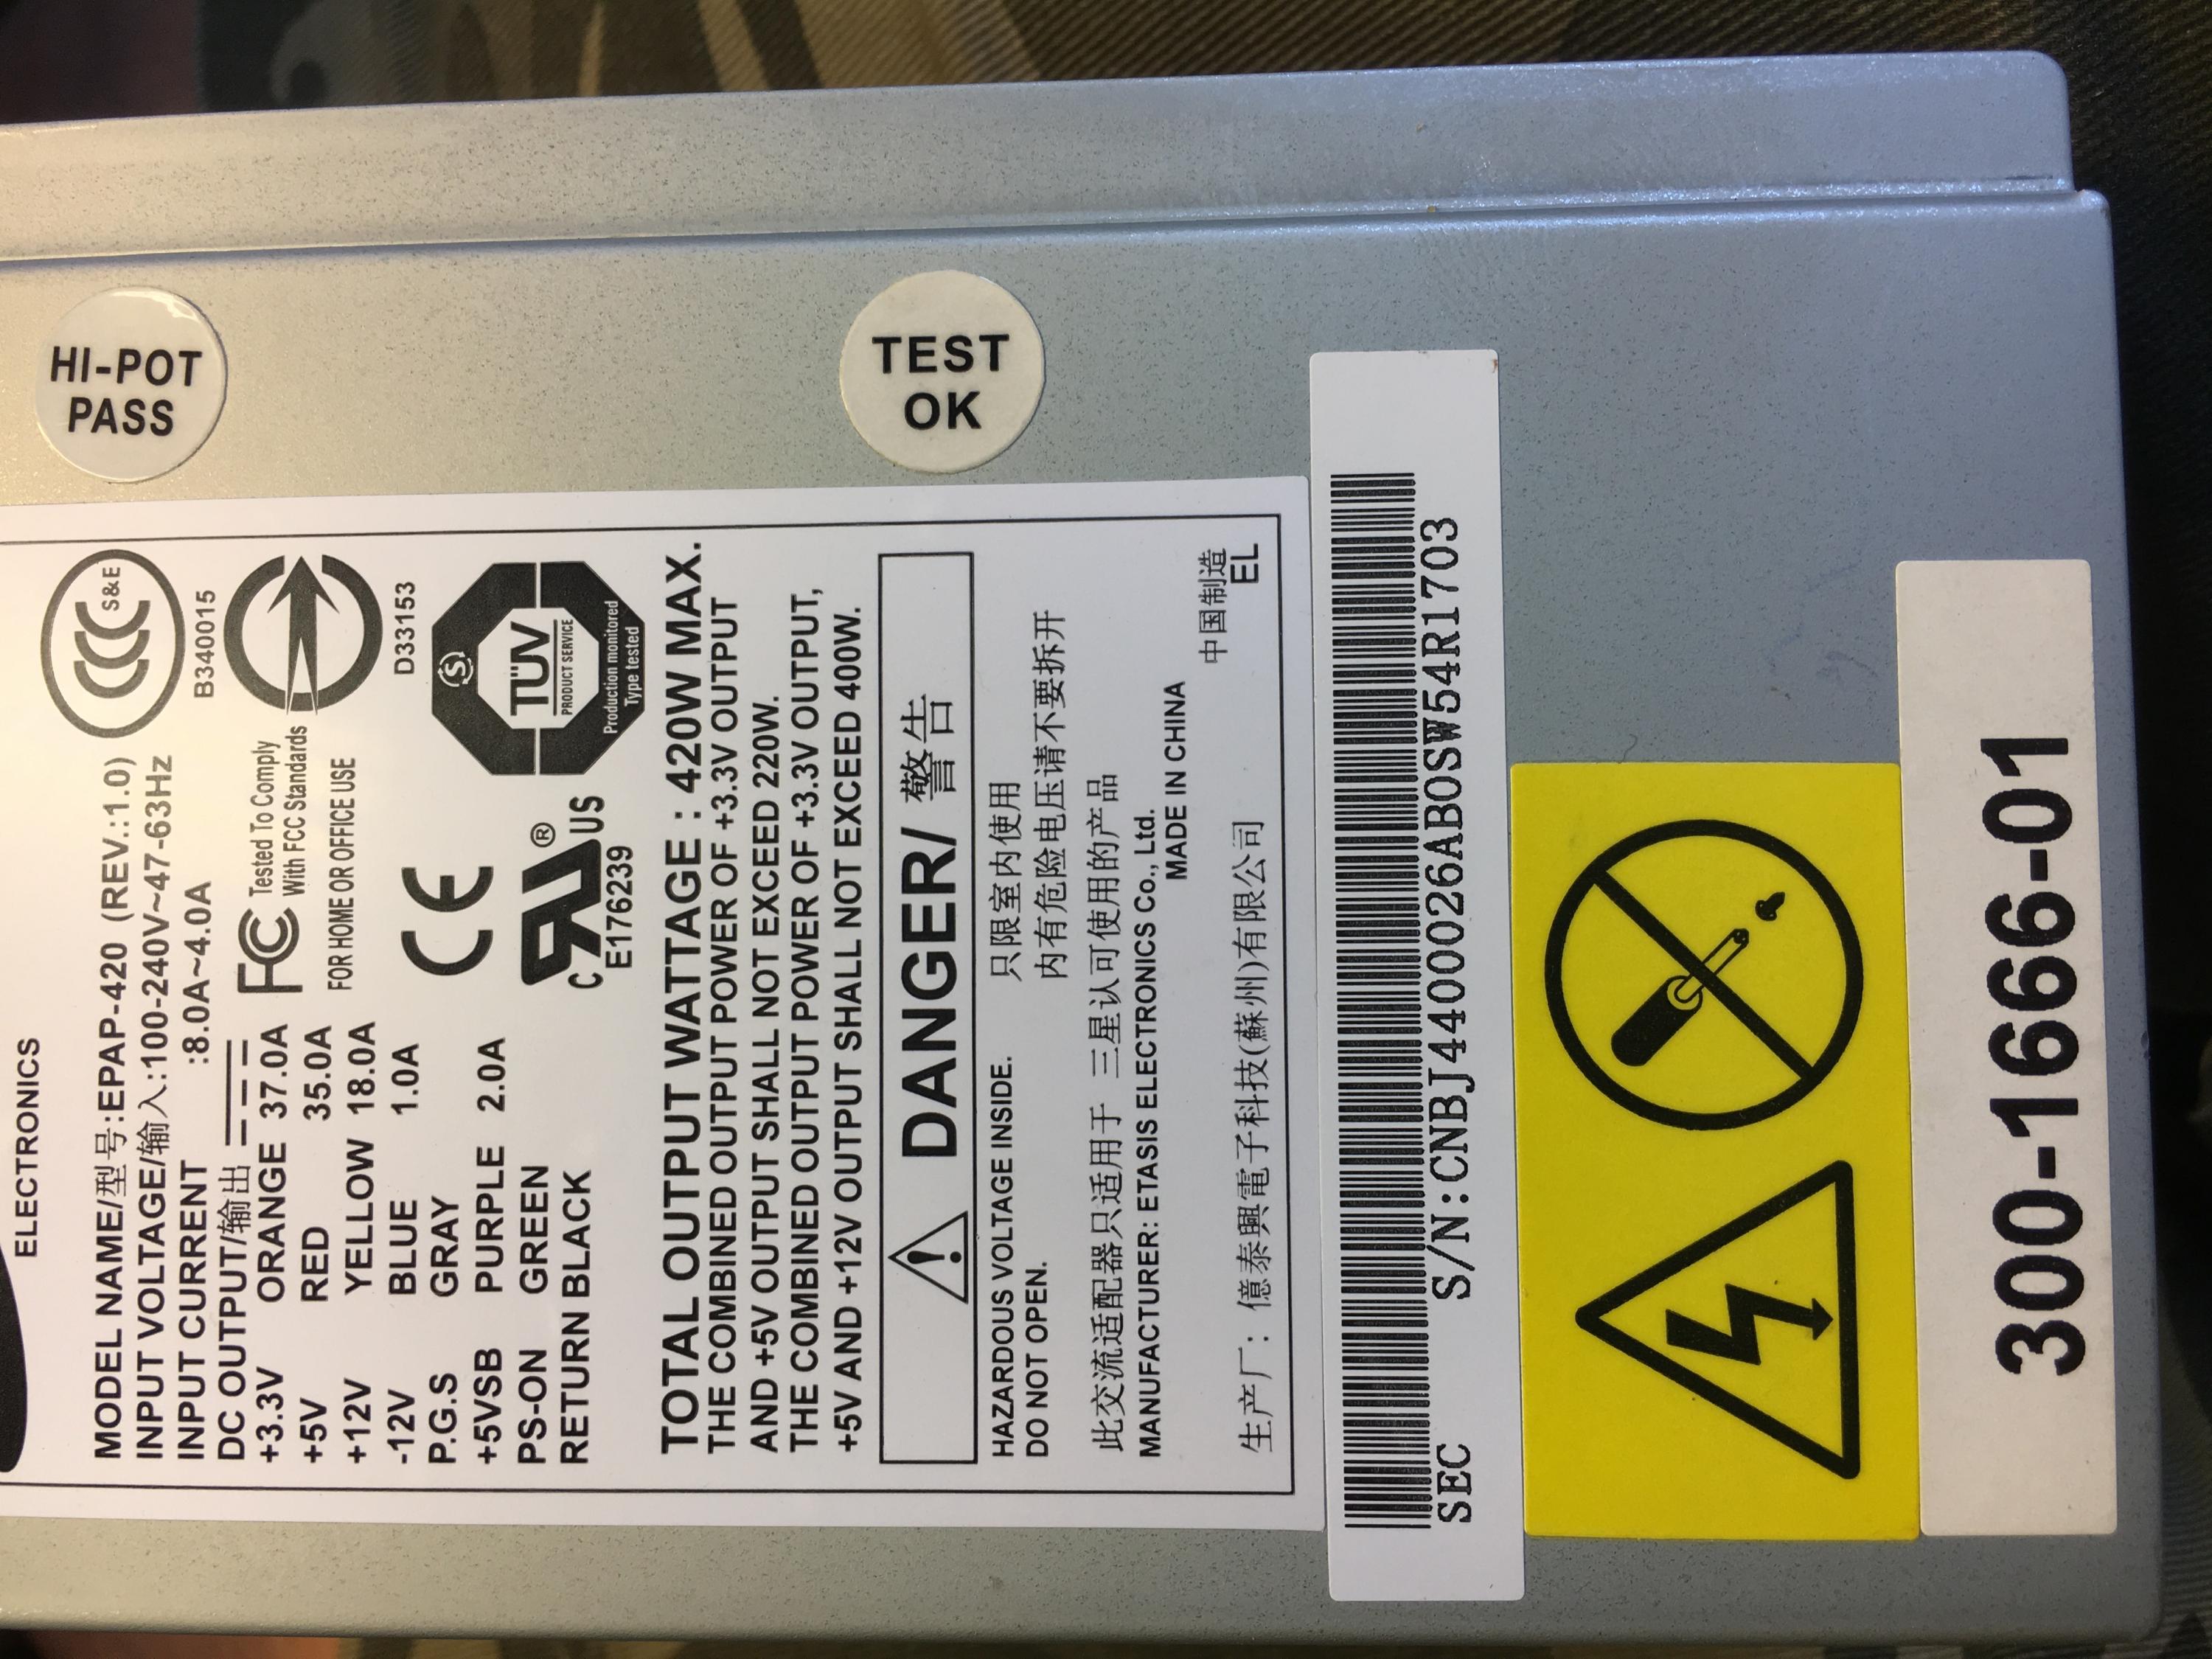 HI-POT
PASS
TEST
OK
ELECTRONICS
MODEL NAME/型号:EPAP-420 (REV.:1.0)
INPUT VOLTAGE/输入:100-240V~47-63Hz
INPUT CURRENT :8.0A~4.0A
DC OUTPUT/输出
+3.3V ORANGE 37.0A
+5V RED 35.0A
+12V YELLOW 18.0A
-12V BLUE 1.0A
P.G.S GRAY
+5VSB PURPLE 2.0A
PS-ON GREEN
RETURN BLACK
S&E
B340015
FC Tested To Comply
With FCC Standards
FOR HOME OR OFFICE USE
D33153
CE
TÜV
PRODUCT SERVICE
Production monitored
Type tested
C RU US ®
E176239
TOTAL OUTPUT WATTAGE : 420W MAX.
THE COMBINED OUTPUT POWER OF +3.3V OUTPUT
AND +5V OUTPUT SHALL NOT EXCEED 220W.
THE COMBINED OUTPUT POWER OF +3.3V OUTPUT,
+5V AND +12V OUTPUT SHALL NOT EXCEED 400W.
DANGER/ 警告
HAZARDOUS VOLTAGE INSIDE. 只限室内使用
DO NOT OPEN. 内有危险电压请不要拆开
此交流适配器只适用于 三星认可使用的产品
MANUFACTURER: ETASIS ELECTRONICS Co., Ltd.
MADE IN CHINA
中国制造
生产厂: 億泰興電子科技(蘇州)有限公司 EL
SEC S/N:CNBJ4400026AB0SW54R1703
300-1666-01